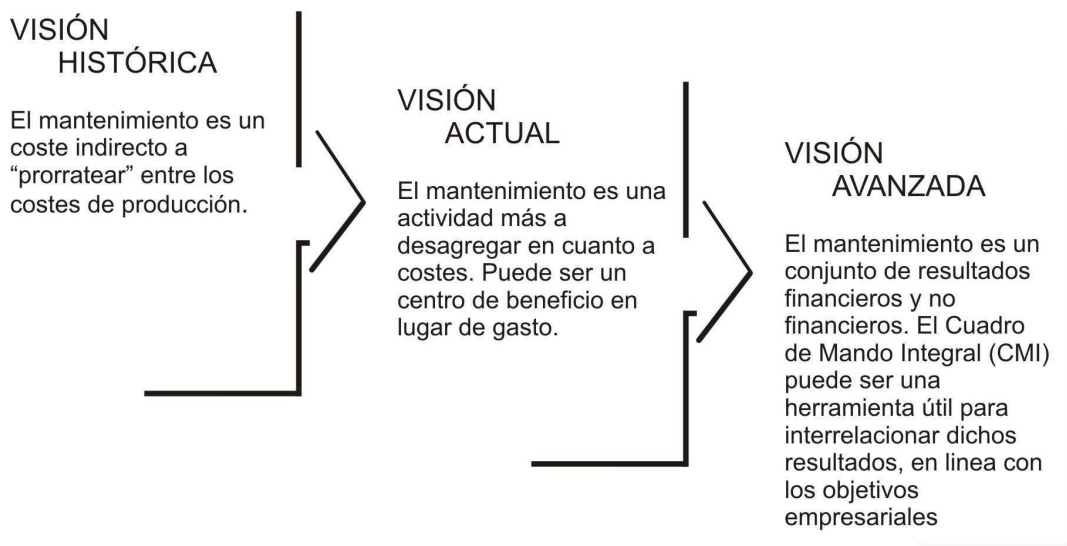 VISIÓN
HISTÓRICA
El mantenimiento es un
coste indirecto a
“prorratear” entre los
costes de producción.
VISIÓN
ACTUAL
El mantenimiento es una
actividad más a
desagregar en cuanto a
costes. Puede ser un
centro de beneficio en
lugar de gasto.
VISIÓN
AVANZADA
El mantenimiento es un
conjunto de resultados
financieros y no
financieros. El Cuadro
de Mando Integral (CMI)
puede ser una
herramienta útil para
interrelacionar dichos
resultados, en linea con
los objetivos
empresariales